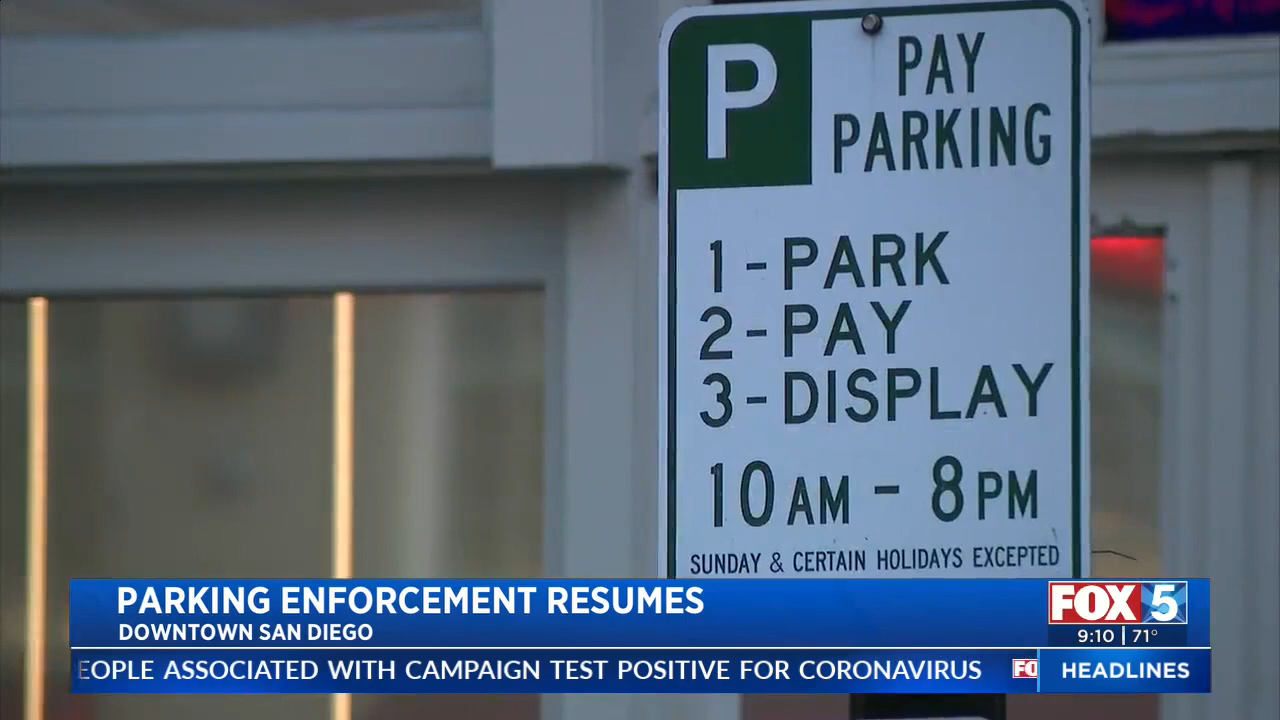 P
PAY
PARKING
1 - PARK
2 - PAY
3 - DISPLAY
10 AM - 8 PM
SUNDAY & CERTAIN HOLIDAYS EXCEPTED
PARKING ENFORCEMENT RESUMES
DOWNTOWN SAN DIEGO
FOX 5
9:10 | 71°
EOPLE ASSOCIATED WITH CAMPAIGN TEST POSITIVE FOR CORONAVIRUS FO
HEADLINES